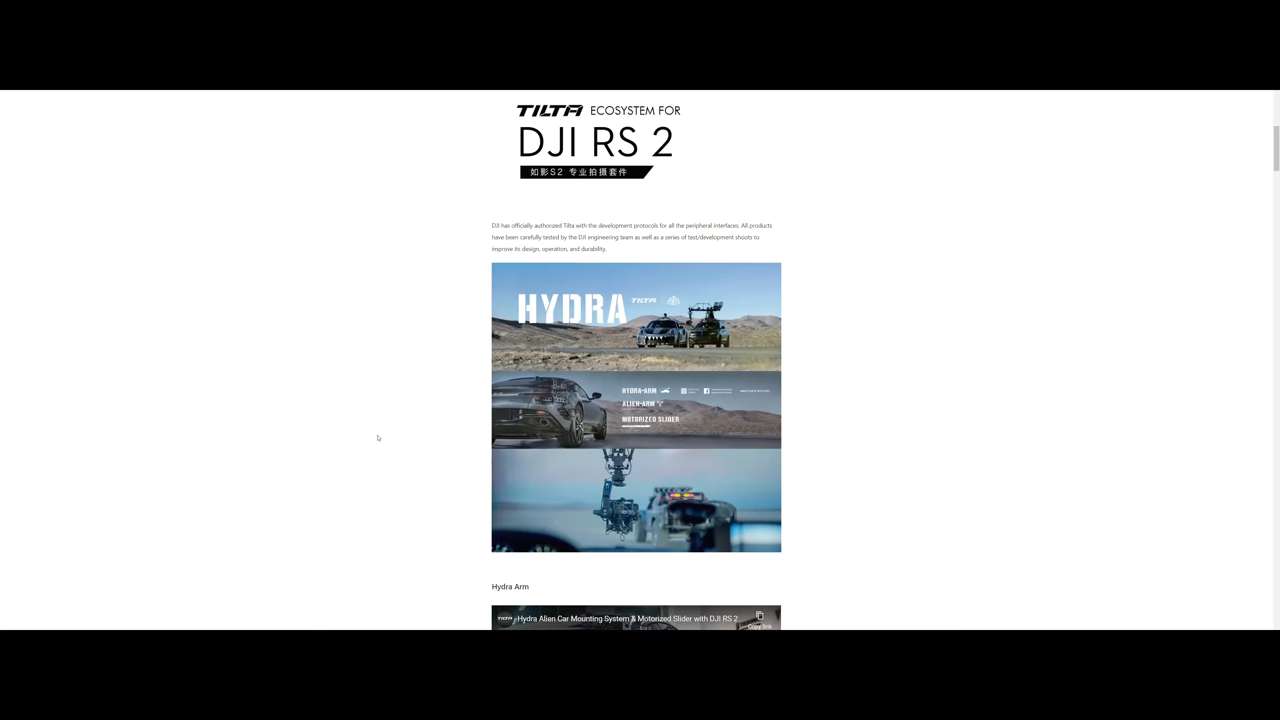 TILTA ECOSYSTEM FOR
DJI RS 2
如影S2 专业拍摄套件
DJI has officially authorized Tilta with the development protocols for all the peripheral interfaces. All products
have been carefully tested by the DJI engineering team as well as a series of test/development shoots to
improve its design, operation, and durability.
HYDRA TILTA
HYDRA-ARM
ALIEN-ARM
MOTORIZED SLIDER
Hydra Arm
TILTA Hydra Alien Car Mounting System & Motorized Slider with DJI RS 2
Copy link